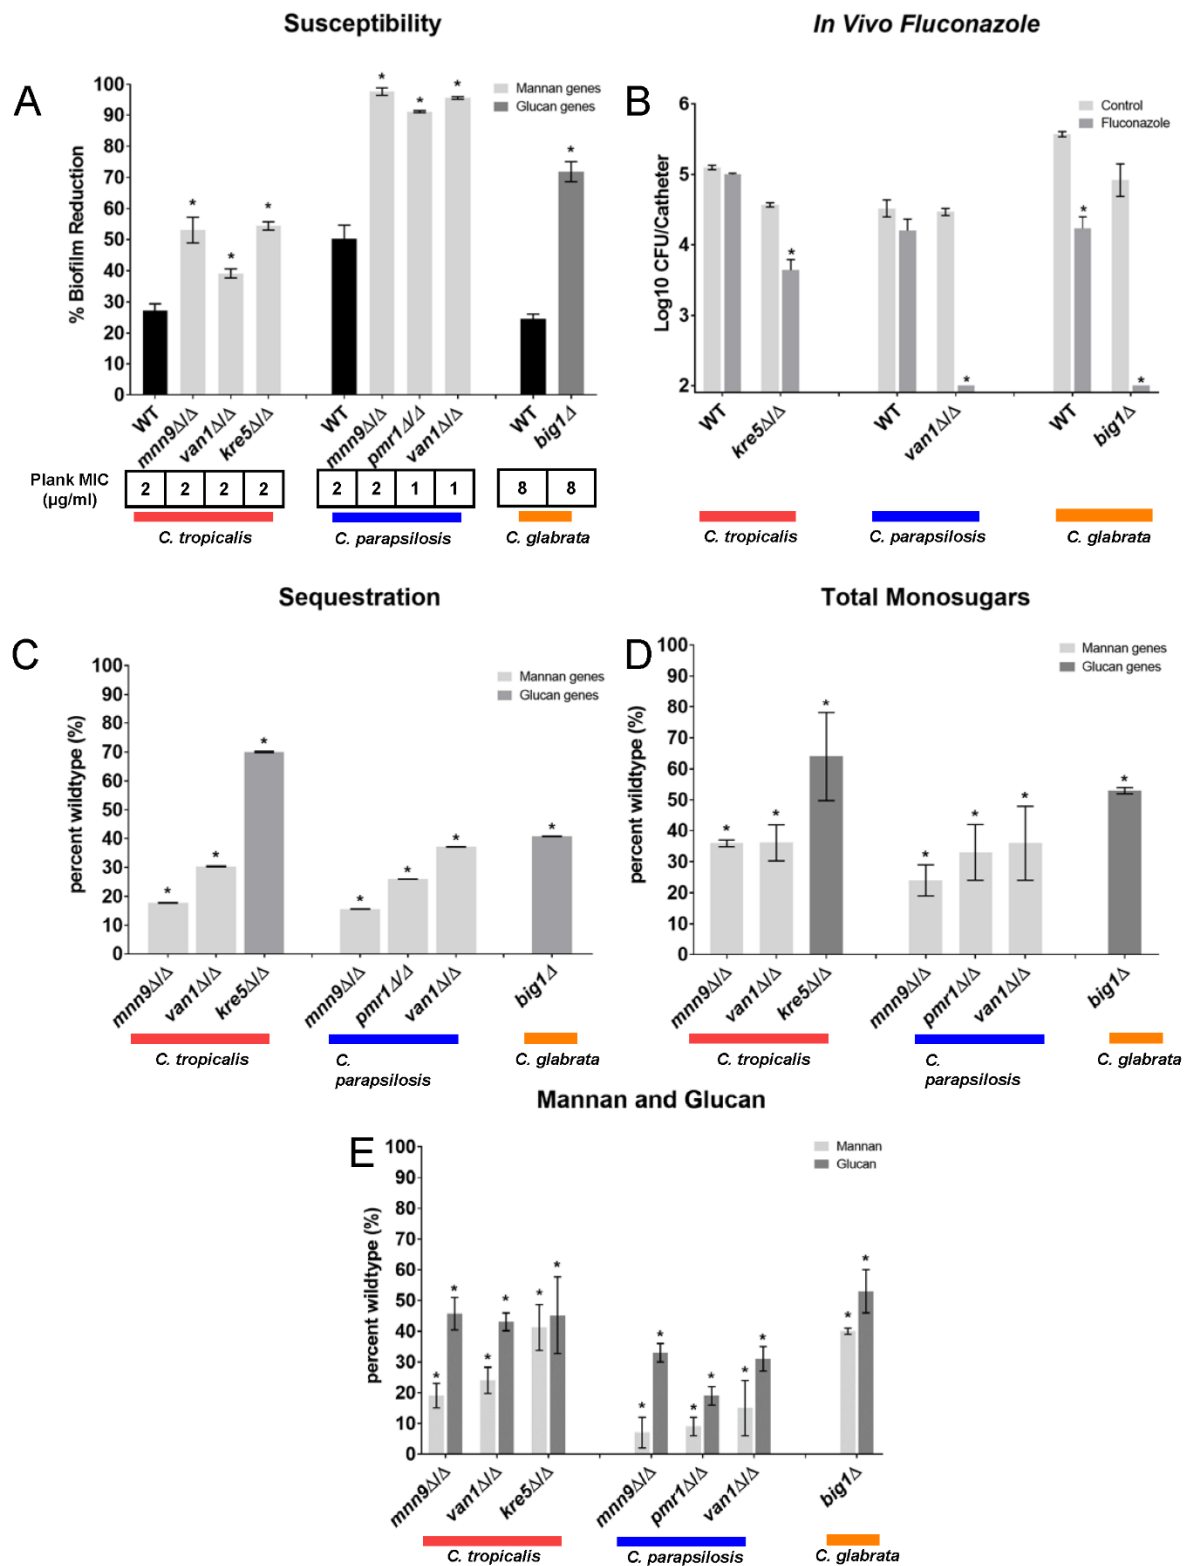 Susceptibility
A
% Biofilm Reduction
100
90
80
70
60
50
40
30
20
10
0
Mannan genes
Glucan genes
* * * * * * *
WT mnn9Δ/Δ van1Δ/Δ kre5Δ/Δ WT mnn9Δ/Δ pmr1Δ/Δ van1Δ/Δ WT big1Δ
Plank MIC
(µg/ml)
2 2 2 2 2 2 1 1 8 8
C. tropicalis C. parapsilosis C. glabrata
In Vivo Fluconazole
B
Log10 CFU/Catheter
6
5
4
3
2
Control
Fluconazole
* * * *
WT kre5Δ/Δ WT van1Δ/Δ WT big1Δ
C. tropicalis C. parapsilosis C. glabrata
Sequestration
C
percent wildtype (%)
100
90
80
70
60
50
40
30
20
10
0
Mannan genes
Glucan genes
* * * * * * *
mnn9Δ/Δ van1Δ/Δ kre5Δ/Δ mnn9Δ/Δ pmr1Δ/Δ van1Δ/Δ big1Δ
C. tropicalis C. parapsilosis C. glabrata
Total Monosugars
D
percent wildtype (%)
100
90
80
70
60
50
40
30
20
10
0
Mannan genes
Glucan genes
* * * * * * *
mnn9Δ/Δ van1Δ/Δ kre5Δ/Δ mnn9Δ/Δ pmr1Δ/Δ van1Δ/Δ big1Δ
C. tropicalis C. parapsilosis C. glabrata
Mannan and Glucan
E
percent wildtype (%)
100
90
80
70
60
50
40
30
20
10
0
Mannan
Glucan
* * * * * * * * * * * * * *
mnn9Δ/Δ van1Δ/Δ kre5Δ/Δ mnn9Δ/Δ pmr1Δ/Δ van1Δ/Δ big1Δ
C. tropicalis C. parapsilosis C. glabrata